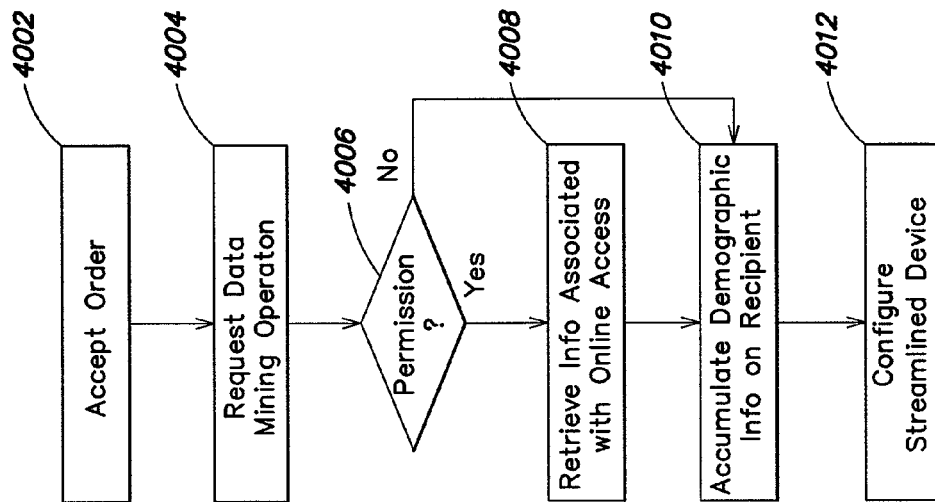 4002
Accept Order
4004
Request Data
Mining Operaton
4006
Permission
?
No
Yes
4008
Retrieve Info Associated
with Online Access
4010
Accumulate Demographic
Info on Recipient
4012
Configure
Streamlined Device